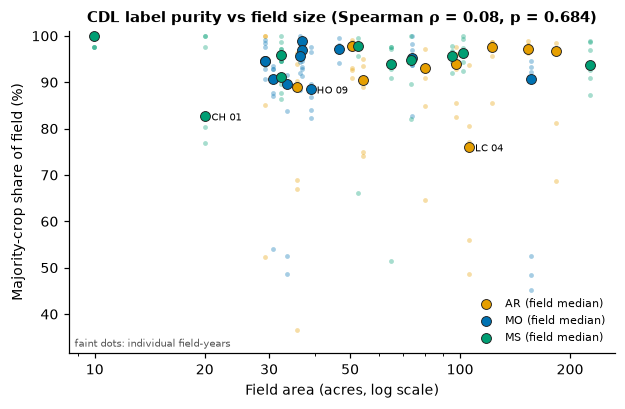 CDL label purity vs field size (Spearman ρ = 0.08, p = 0.684)
Majority-crop share of field (%)
100
90
80
70
60
50
40
CH 01
HO 09
LC 04
AR (field median)
MO (field median)
MS (field median)
faint dots: individual field-years
10 20 30 50 100 200
Field area (acres, log scale)